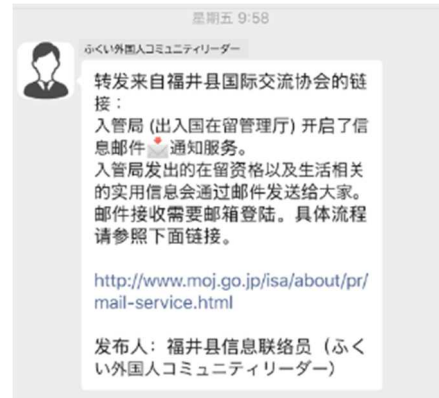 星期五 9:58
ふくい外国人コミュニティリーダー
转发来自福井县国际交流协会的链
接：
入管局 (出入国在留管理厅) 开启了信
息邮件📩通知服务。
入管局发出的在留资格以及生活相关
的实用信息会通过邮件发送给大家。
邮件接收需要邮箱登陆。具体流程
请参照下面链接。
http://www.moj.go.jp/isa/about/pr/
mail-service.html
发布人：福井县信息联络员（ふく
い外国人コミュニティリーダー）